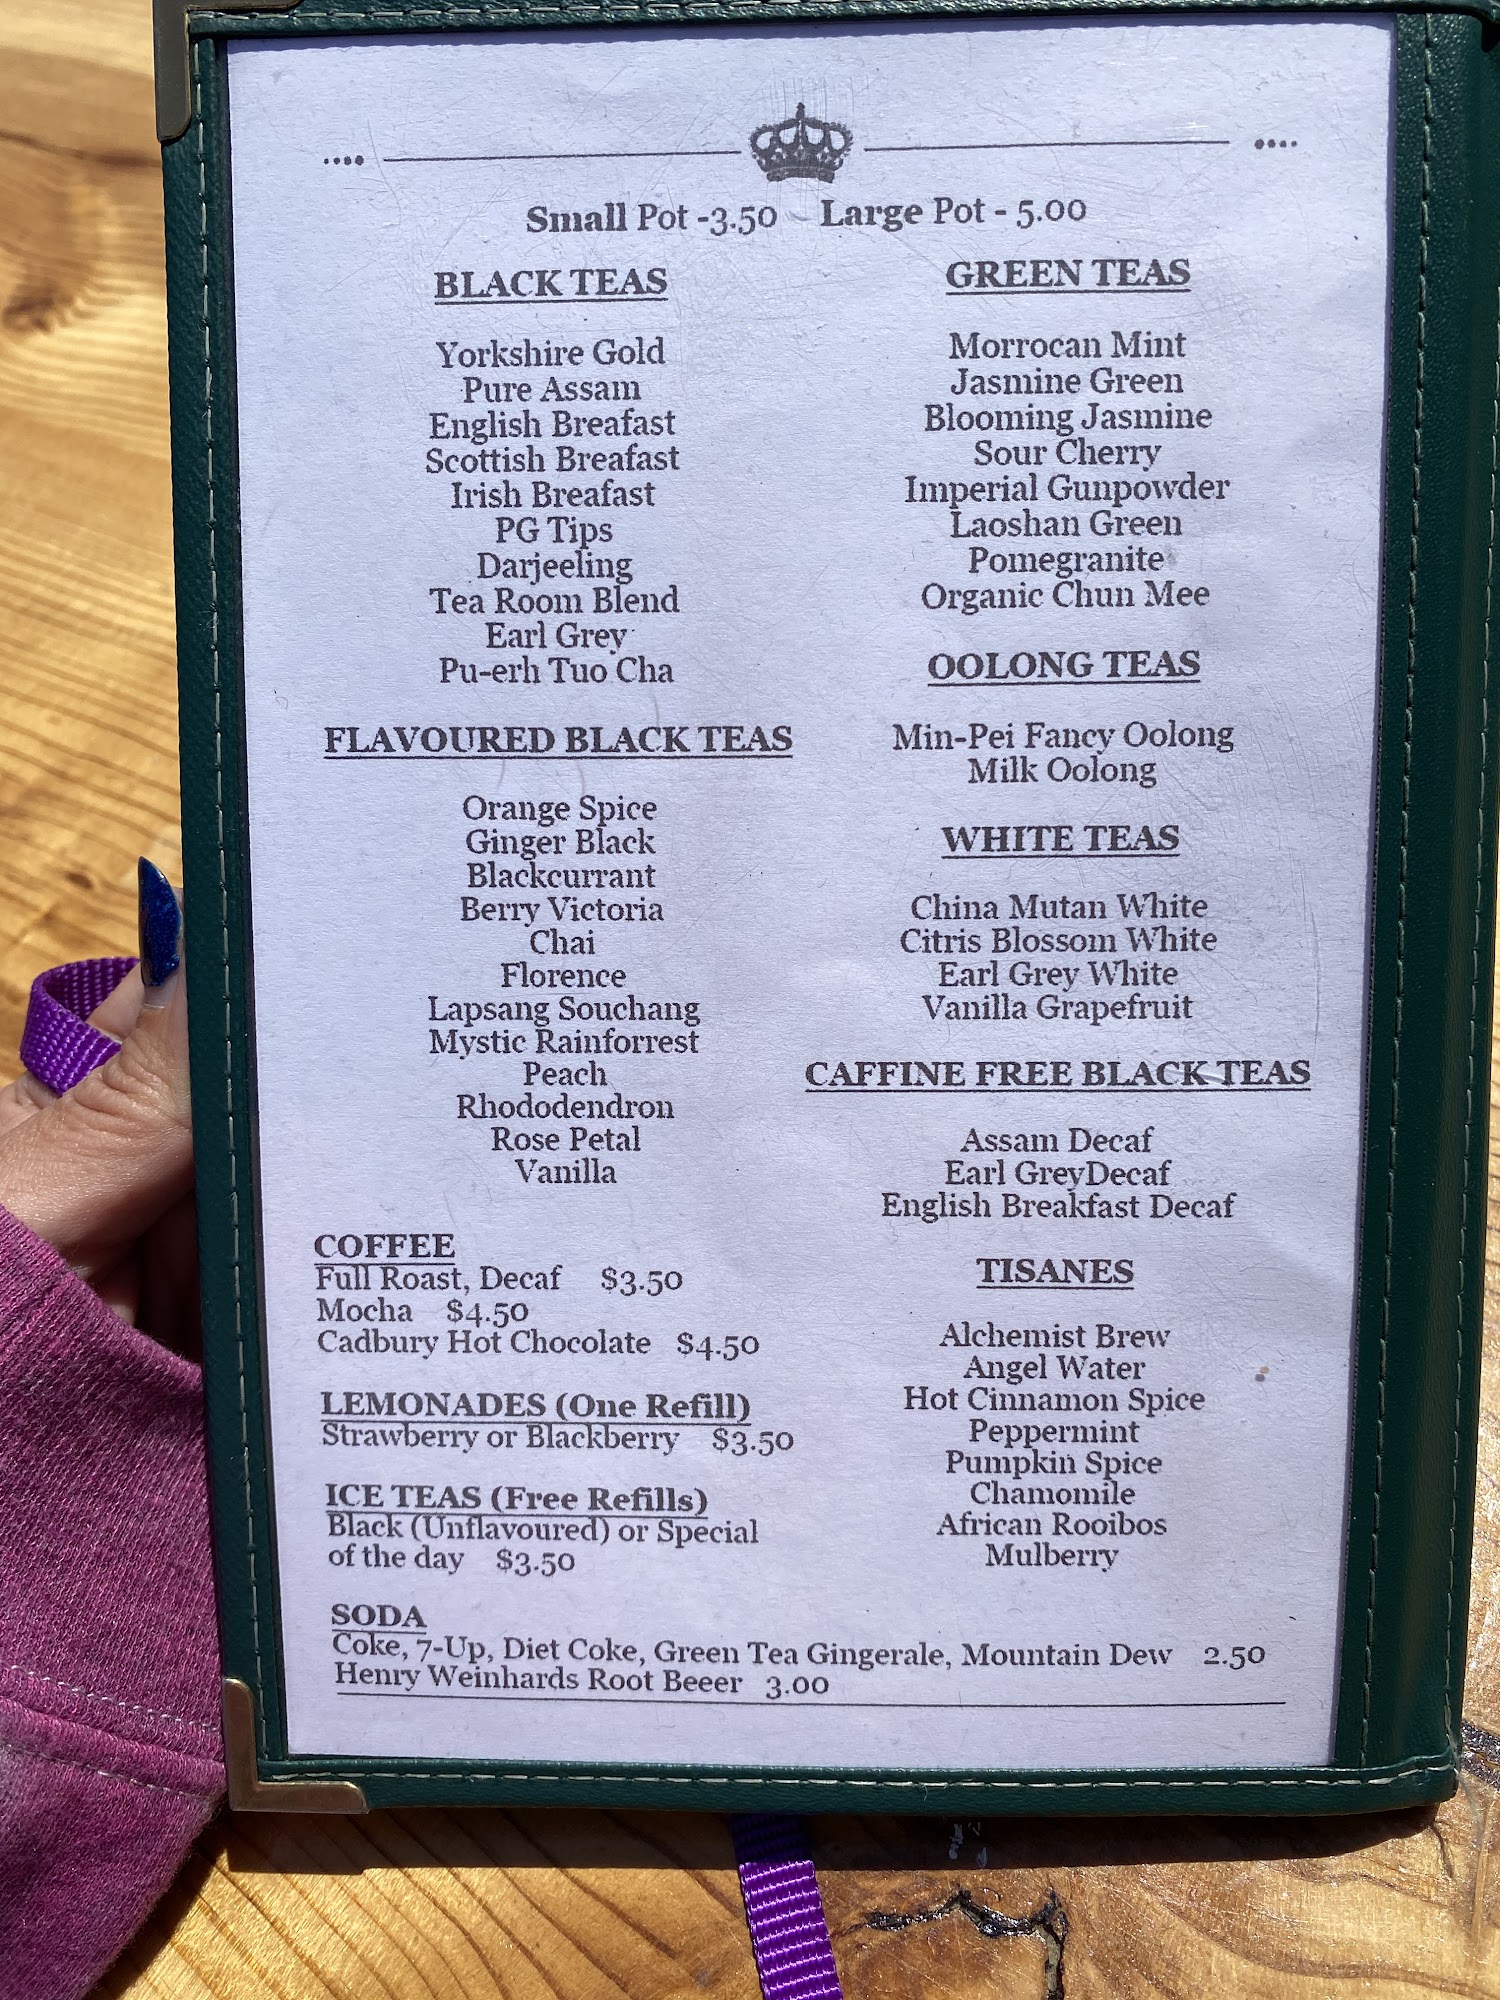 Small Pot -3.50 Large Pot - 5.00
BLACK TEAS
Yorkshire Gold
Pure Assam
English Breafast
Scottish Breafast
Irish Breafast
PG Tips
Darjeeling
Tea Room Blend
Earl Grey
Pu-erh Tuo Cha
FLAVOURED BLACK TEAS
Orange Spice
Ginger Black
Blackcurrant
Berry Victoria
Chai
Florence
Lapsang Souchang
Mystic Rainforrest
Peach
Rhododendron
Rose Petal
Vanilla
COFFEE
Full Roast, Decaf $3.50
Mocha $4.50
Cadbury Hot Chocolate $4.50
LEMONADES (One Refill)
Strawberry or Blackberry $3.50
ICE TEAS (Free Refills)
Black (Unflavoured) or Special
of the day $3.50
GREEN TEAS
Morrocan Mint
Jasmine Green
Blooming Jasmine
Sour Cherry
Imperial Gunpowder
Laoshan Green
Pomegranite
Organic Chun Mee
OOLONG TEAS
Min-Pei Fancy Oolong
Milk Oolong
WHITE TEAS
China Mutan White
Citris Blossom White
Earl Grey White
Vanilla Grapefruit
CAFFINE FREE BLACK TEAS
Assam Decaf
Earl GreyDecaf
English Breakfast Decaf
TISANES
Alchemist Brew
Angel Water
Hot Cinnamon Spice
Peppermint
Pumpkin Spice
Chamomile
African Rooibos
Mulberry
SODA
Coke, 7-Up, Diet Coke, Green Tea Gingerale, Mountain Dew 2.50
Henry Weinhards Root Beeer 3.00